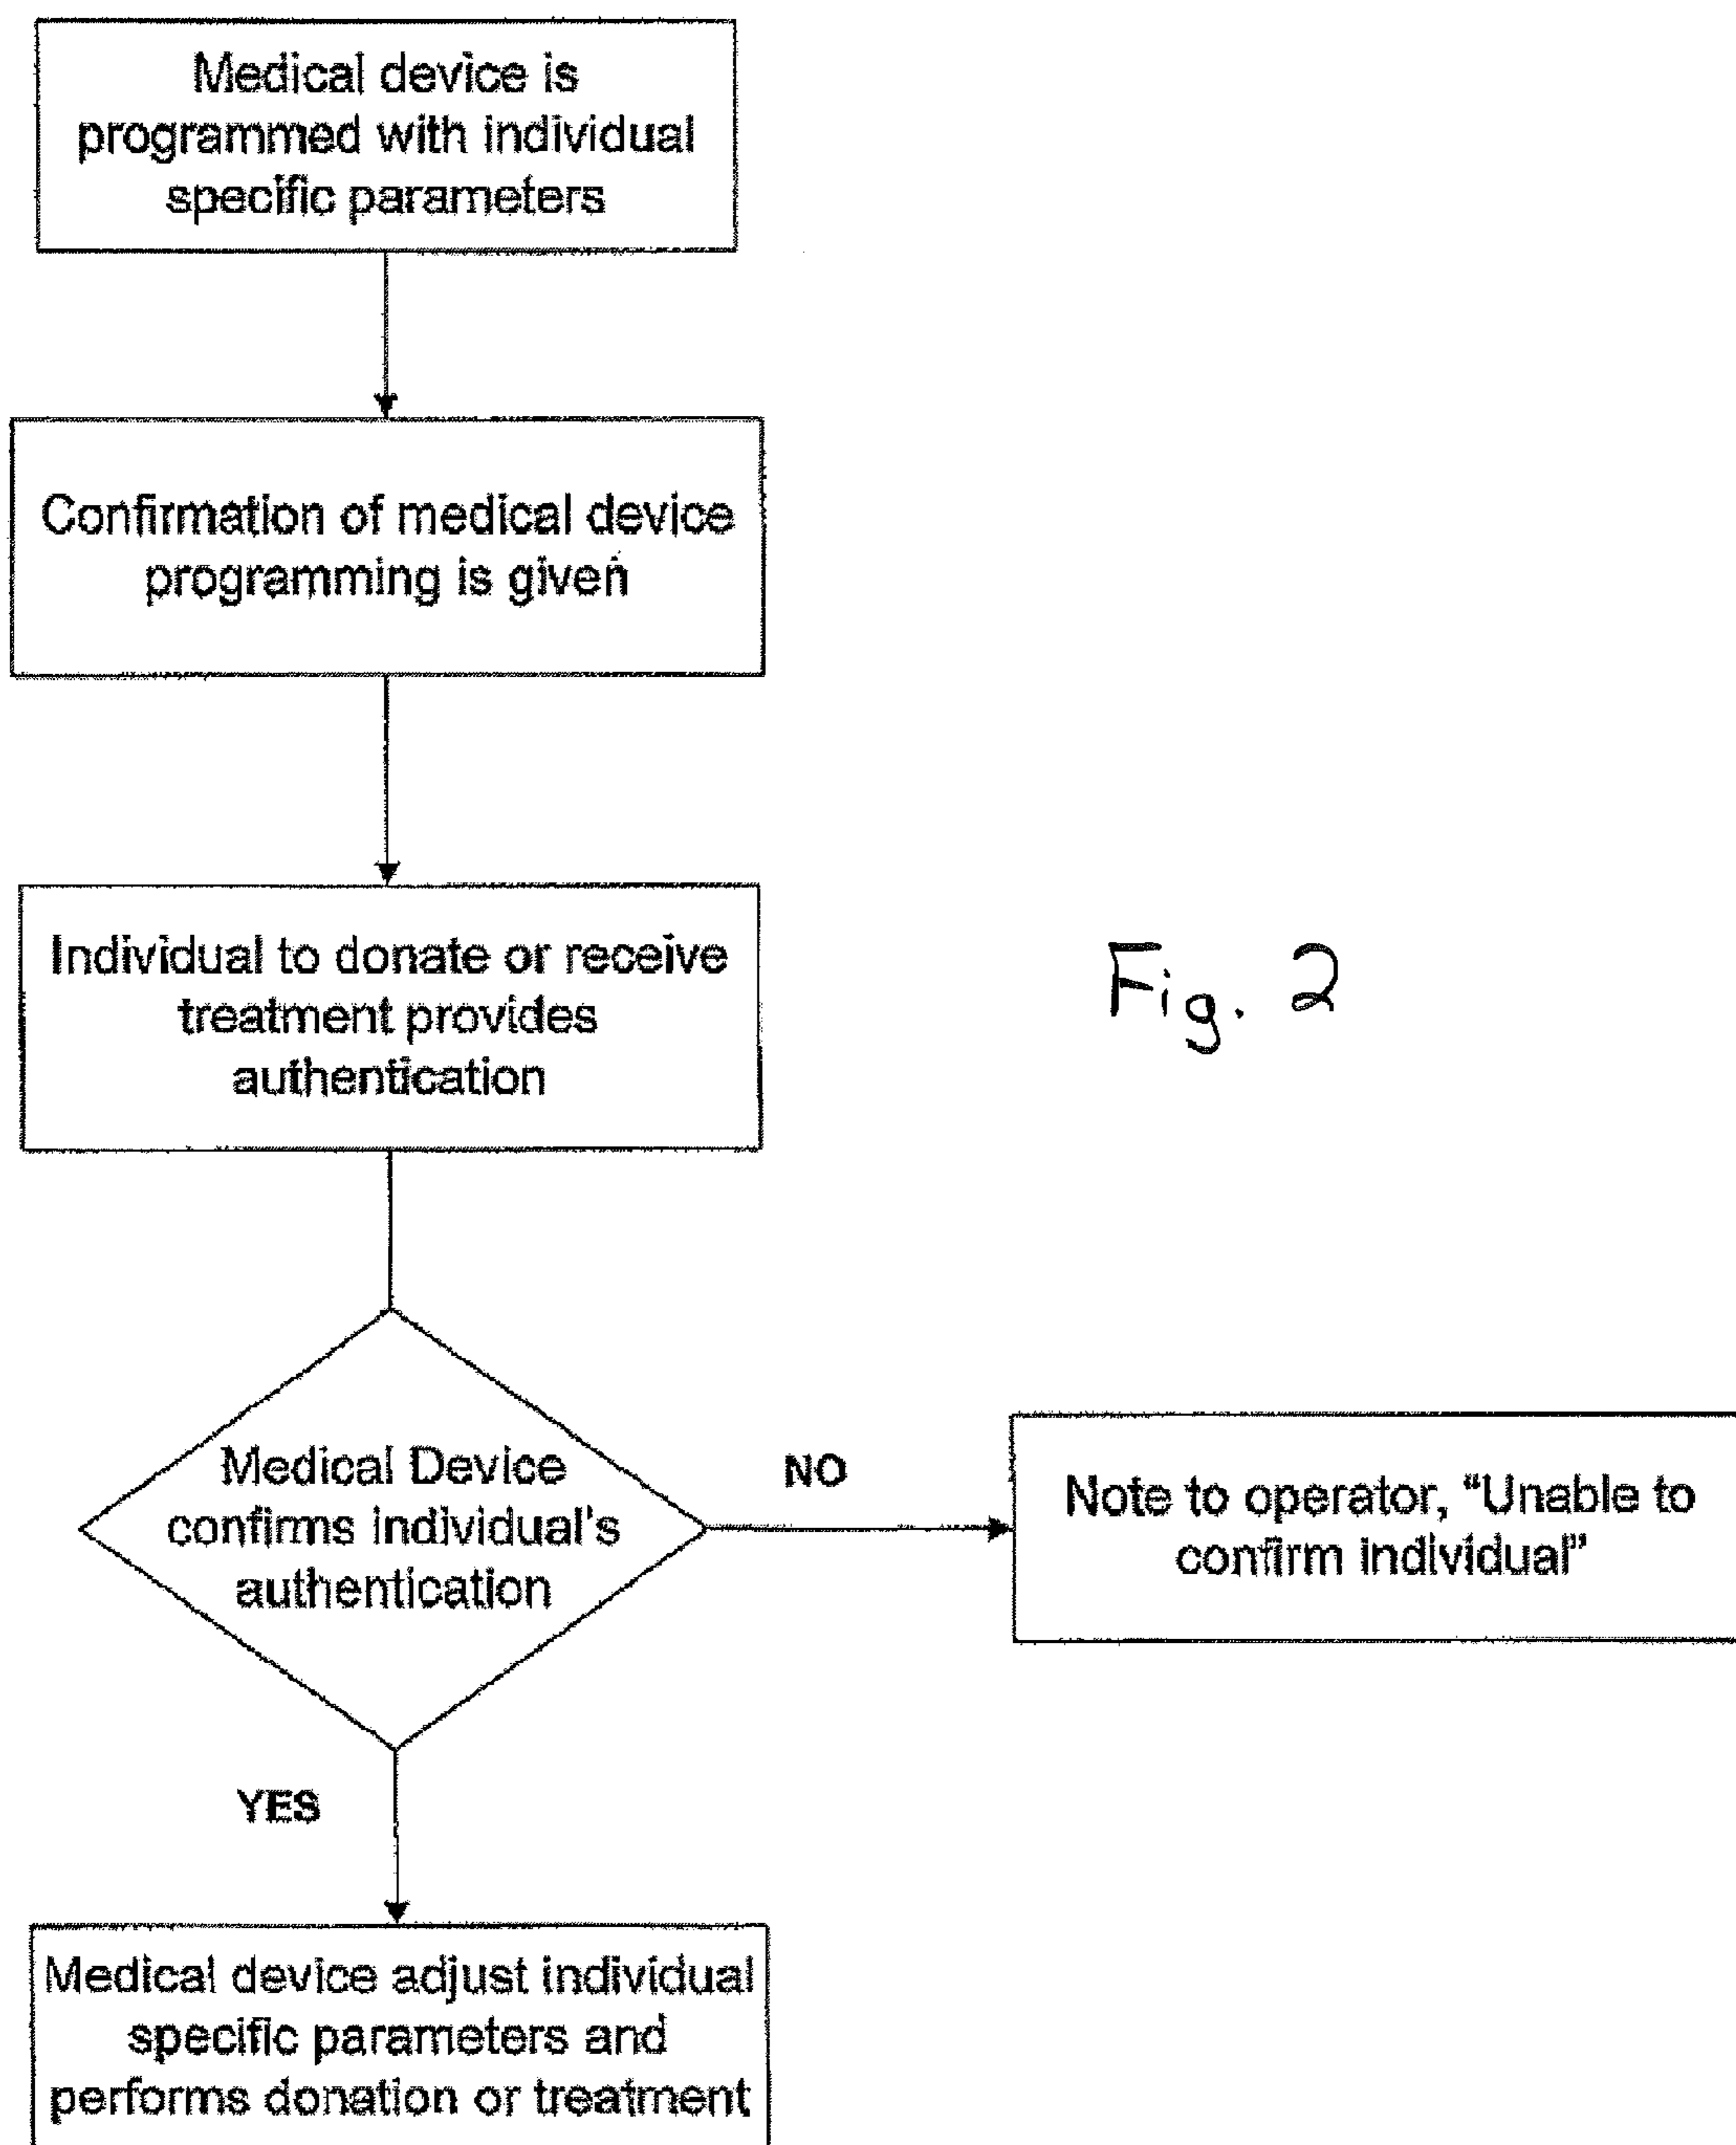 Medical device is
programmed with individual
specific parameters
Confirmation of medical device
programming is given
Individual to donate or receive
treatment provides
authentication
Fig. 2
Medical Device
confirms individual's
authentication
NO
Note to operator, “Unable to
confirm individual”
YES
Medical device adjust individual
specific parameters and
performs donation or treatment